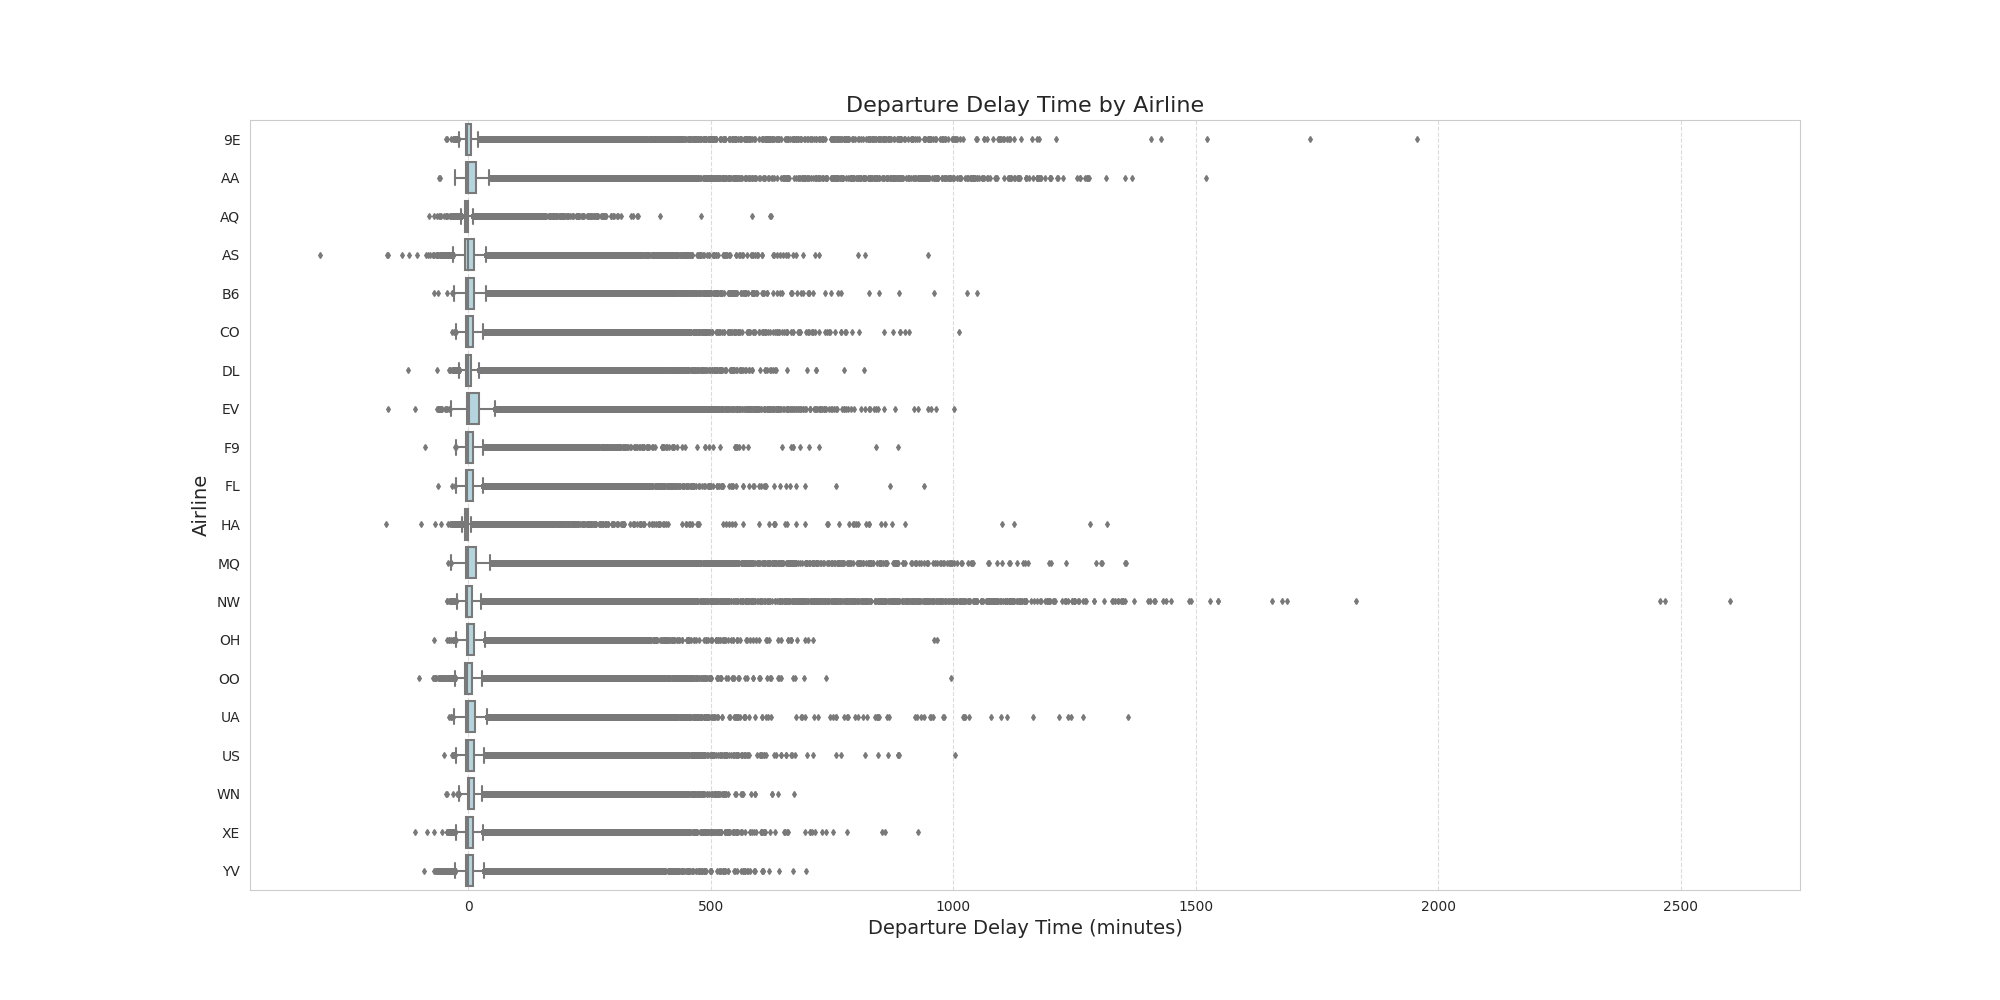 Departure Delay Time by Airline
Airline
9E
AA
AQ
AS
B6
CO
DL
EV
F9
FL
HA
MQ
NW
OH
OO
UA
US
WN
XE
YV
0 500 1000 1500 2000 2500
Departure Delay Time (minutes)